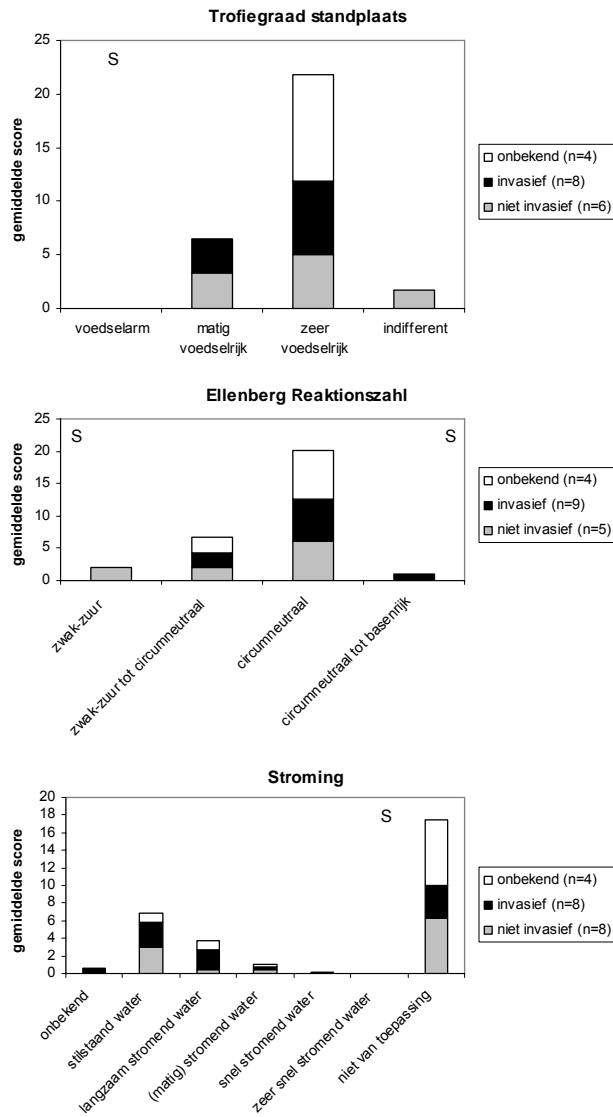 Trofiegraad standplaats
25
20
15
10
5
0
gemiddelde score
S
voedselarm
matig
voedselrijk
zeer
voedselrijk
indifferent
onbekend (n=4)
invasief (n=8)
niet invasief (n=6)
Ellenberg Reaktionszahl
25
20
15
10
5
0
gemiddelde score
S
S
zwak-zuur
zwak-zuur tot circumneutraal
circumneutraal
circumneutraal tot basenrijk
onbekend (n=4)
invasief (n=9)
niet invasief (n=5)
Stroming
20
18
16
14
12
10
8
6
4
2
0
gemiddelde score
S
onbekend
stilstaand water
langzaam stromend water
(matig) stromend water
snel stromend water
zeer snel stromend water
niet van toepassing
onbekend (n=4)
invasief (n=8)
niet invasief (n=8)